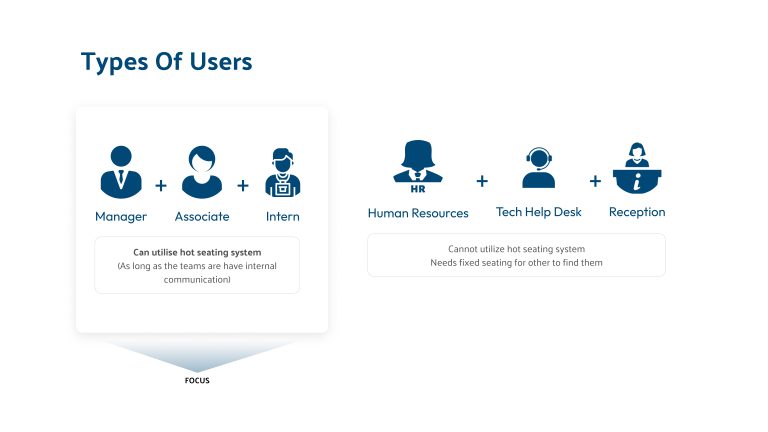 Types Of Users
Manager + Associate + Intern
Can utilise hot seating system
(As long as the teams are have internal
communication)
FOCUS
HR
i
Human Resources + Tech Help Desk + Reception
Cannot utilize hot seating system
Needs fixed seating for other to find them